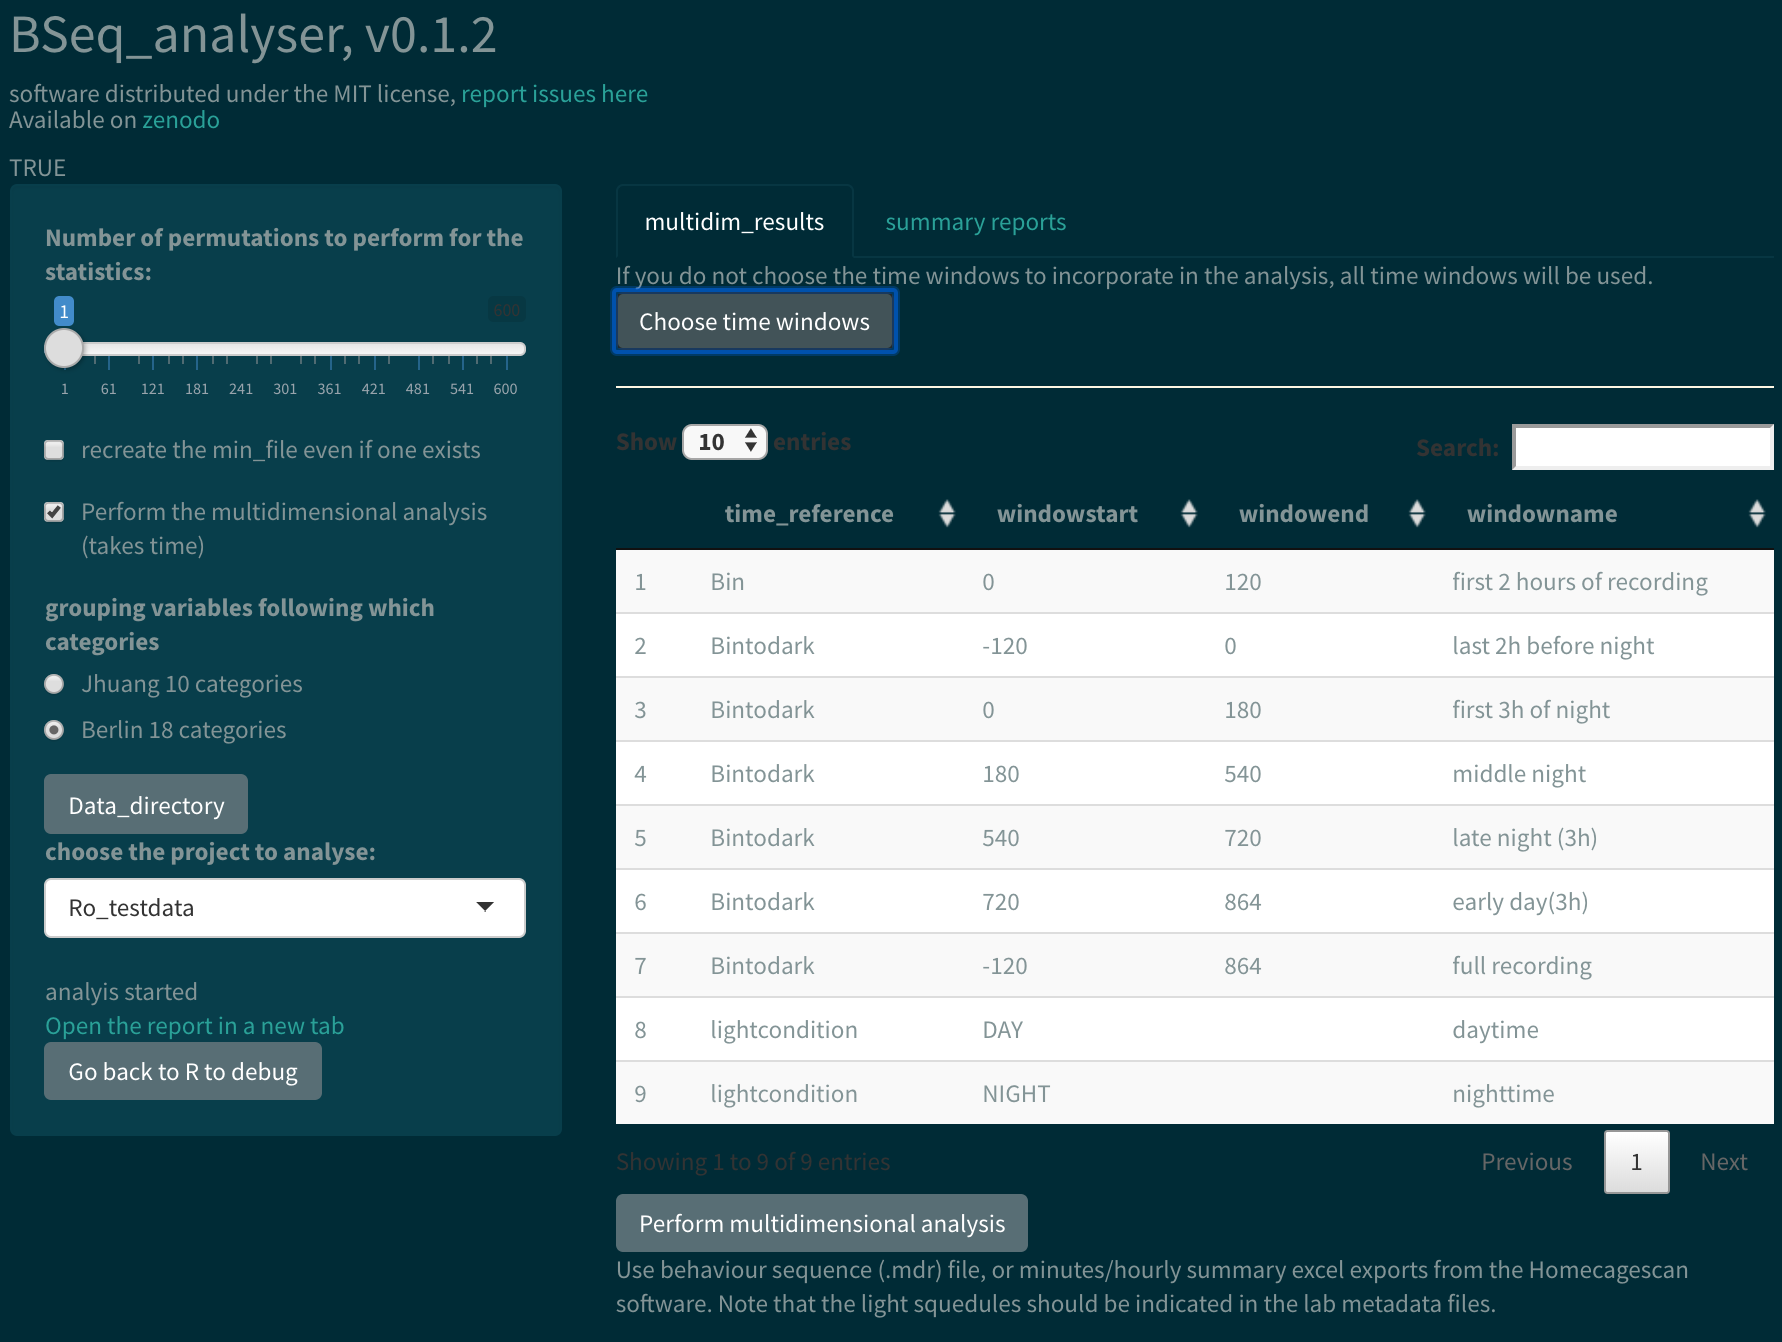 BSeq_analyser, v0.1.2
software distributed under the MIT license, report issues here
Available on zenodo
TRUE
Number of permutations to perform for the
statistics:
1 600
1 61 121 181 241 301 361 421 481 541 600
recreate the min_file even if one exists
Perform the multidimensional analysis
(takes time)
grouping variables following which
categories
Jhuang 10 categories
Berlin 18 categories
Data_directory
choose the project to analyse:
Ro_testdata
analyis started
Open the report in a new tab
Go back to R to debug
multidim_results summary reports
If you do not choose the time windows to incorporate in the analysis, all time windows will be used.
Choose time windows
Show 10 entries Search:
time_reference windowstart windowend windowname
1 Bin 0 120 first 2 hours of recording
2 Bintodark -120 0 last 2h before night
3 Bintodark 0 180 first 3h of night
4 Bintodark 180 540 middle night
5 Bintodark 540 720 late night (3h)
6 Bintodark 720 864 early day(3h)
7 Bintodark -120 864 full recording
8 lightcondition DAY daytime
9 lightcondition NIGHT nighttime
Showing 1 to 9 of 9 entries Previous 1 Next
Perform multidimensional analysis
Use behaviour sequence (.mdr) file, or minutes/hourly summary excel exports from the Homecagescan
software. Note that the light squedules should be indicated in the lab metadata files.